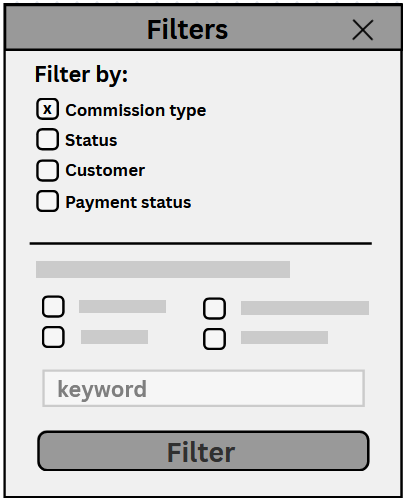 Filters
Filter by:
x Commission type
Status
Customer
Payment status
keyword
Filter